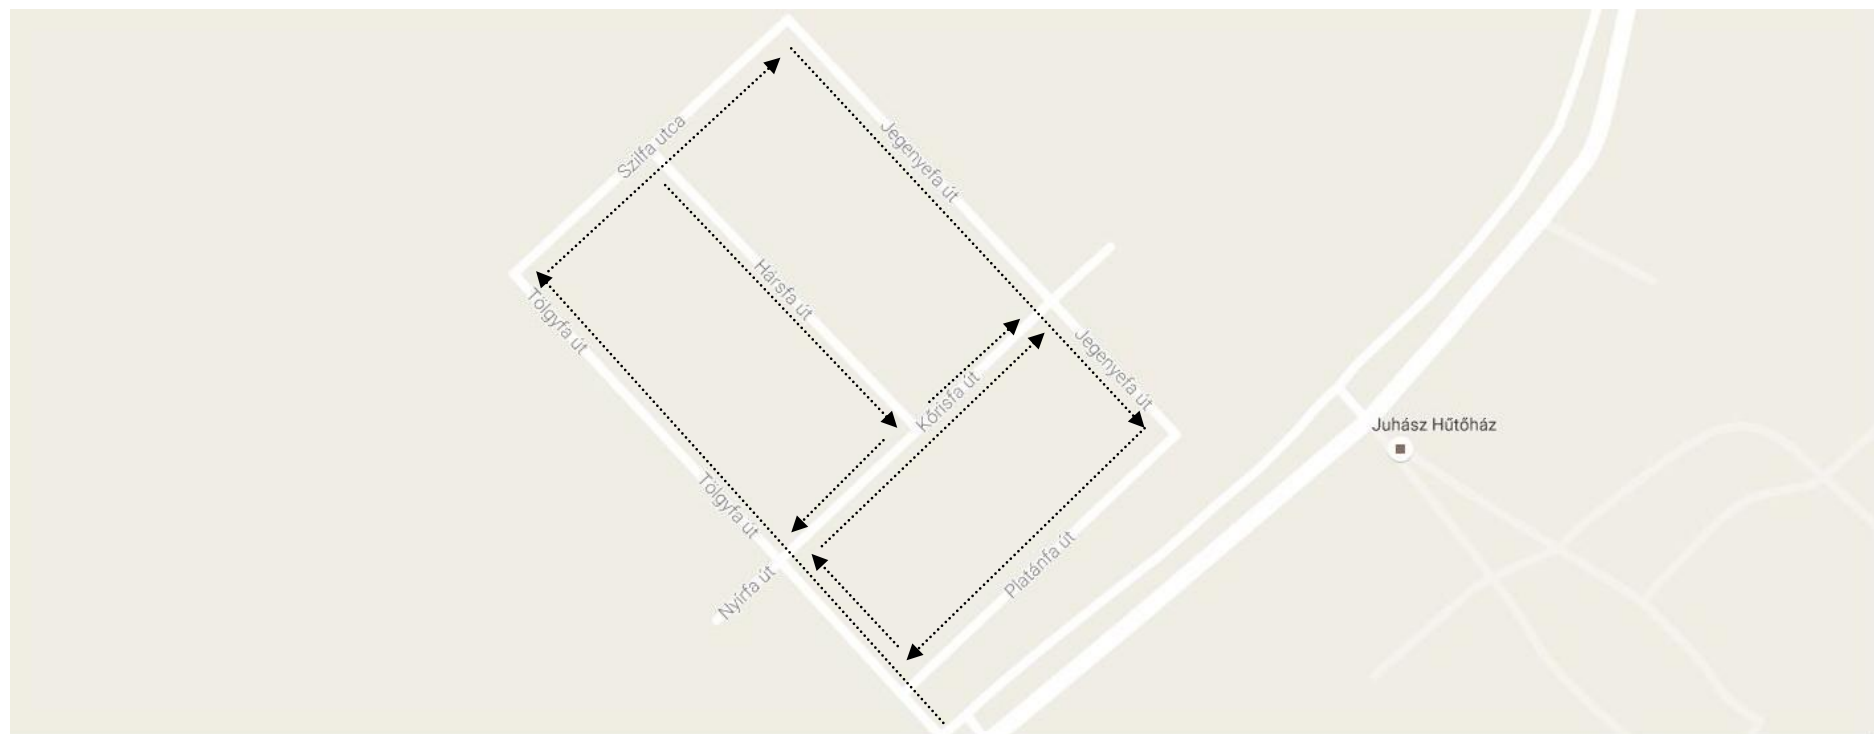 Szilfa utca
Jegenyefa út
Hársfa út
Tölgyfa út
Jegenyefa út
Kőrisfa út
Juhász Hűtőház
Tölgyfa út
Platánfa út
Nyírfa út